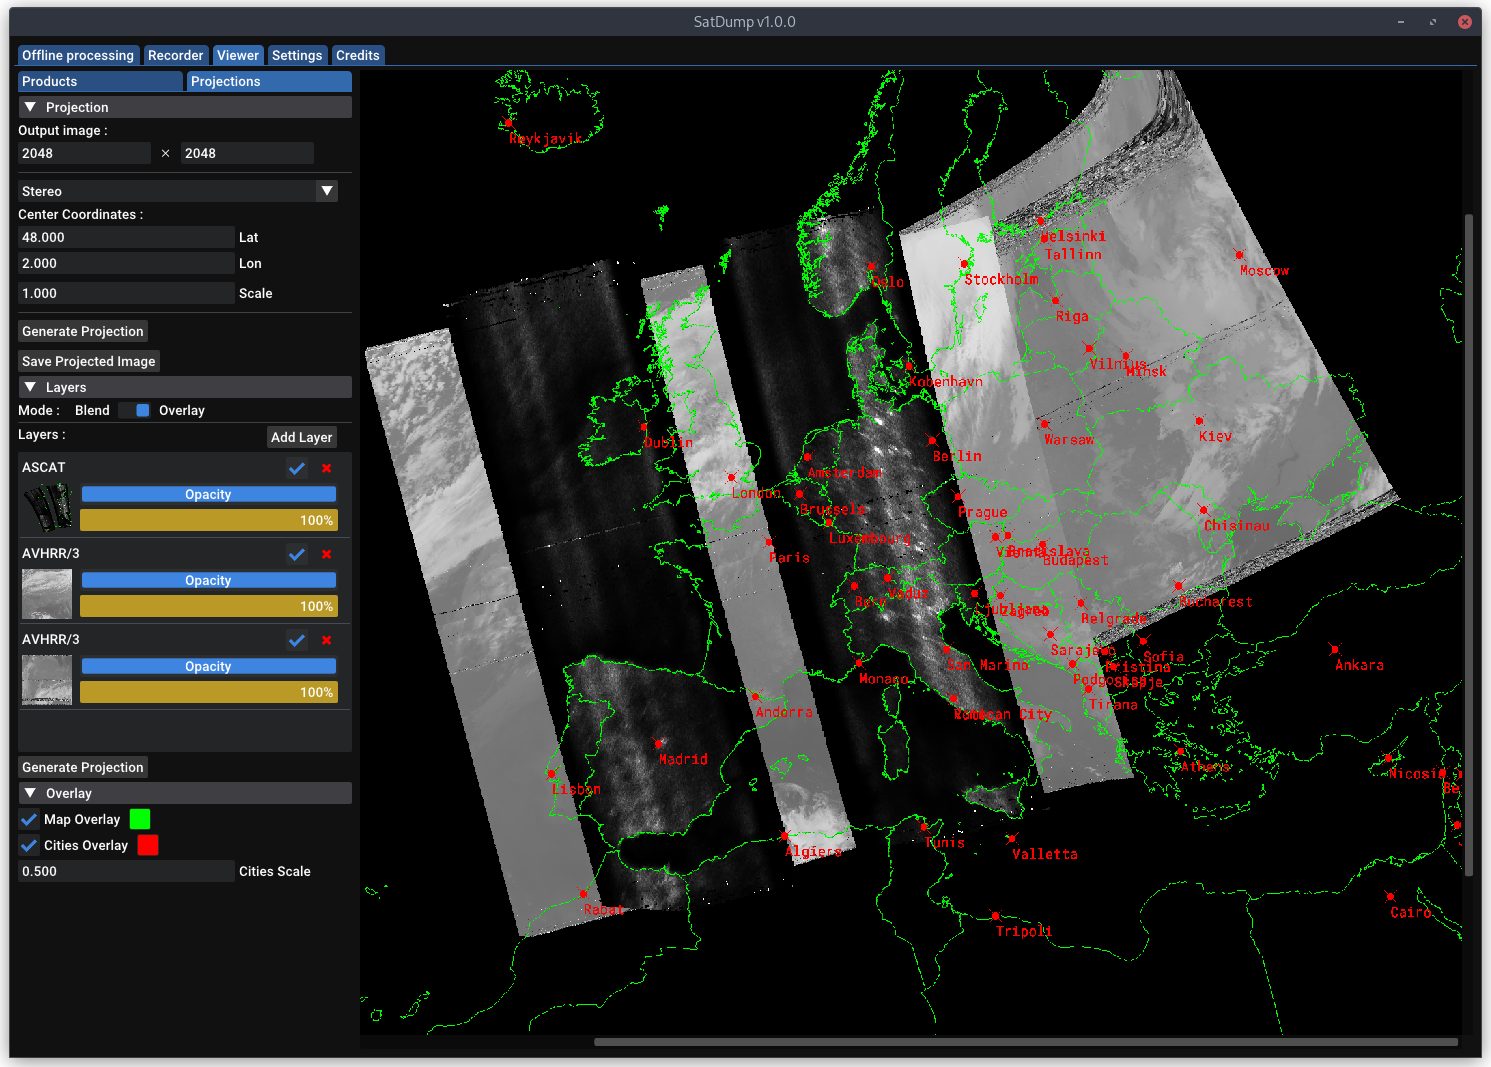 SatDump v1.0.0
Offline processing
Recorder
Viewer
Settings
Credits
Products
Projections
Projection
Output image :
2048 × 2048
Stereo
Center Coordinates :
48.000 Lat
2.000 Lon
1.000 Scale
Generate Projection
Save Projected Image
Layers
Mode : Blend Overlay
Layers : Add Layer
ASCAT
Opacity
100%
AVHRR/3
Opacity
100%
AVHRR/3
Opacity
100%
Generate Projection
Overlay
Map Overlay
Cities Overlay
0.500 Cities Scale
Reykjavik
Helsinki
Tallinn
Moscow
Oslo
Stockholm
Riga
Vilnius
Minsk
Kobenhavn
Dublin
Warsaw
Kiev
Berlin
Amsterdam
London
Brussels
Prague
Chisinau
Luxembourg
Paris
Bratislava
Budapest
Vaduz
Ljubljana
Bucharest
Belgrade
Sarajevo
Sofia
San Marino
Pristina
Ankara
Monaco
Podgorica
Skopje
Andorra
Tirana
Vatican City
Madrid
Athens
Nicosia
Lisbon
Be
Algiers
Tunis
Valletta
Rabat
Cairo
Tripoli